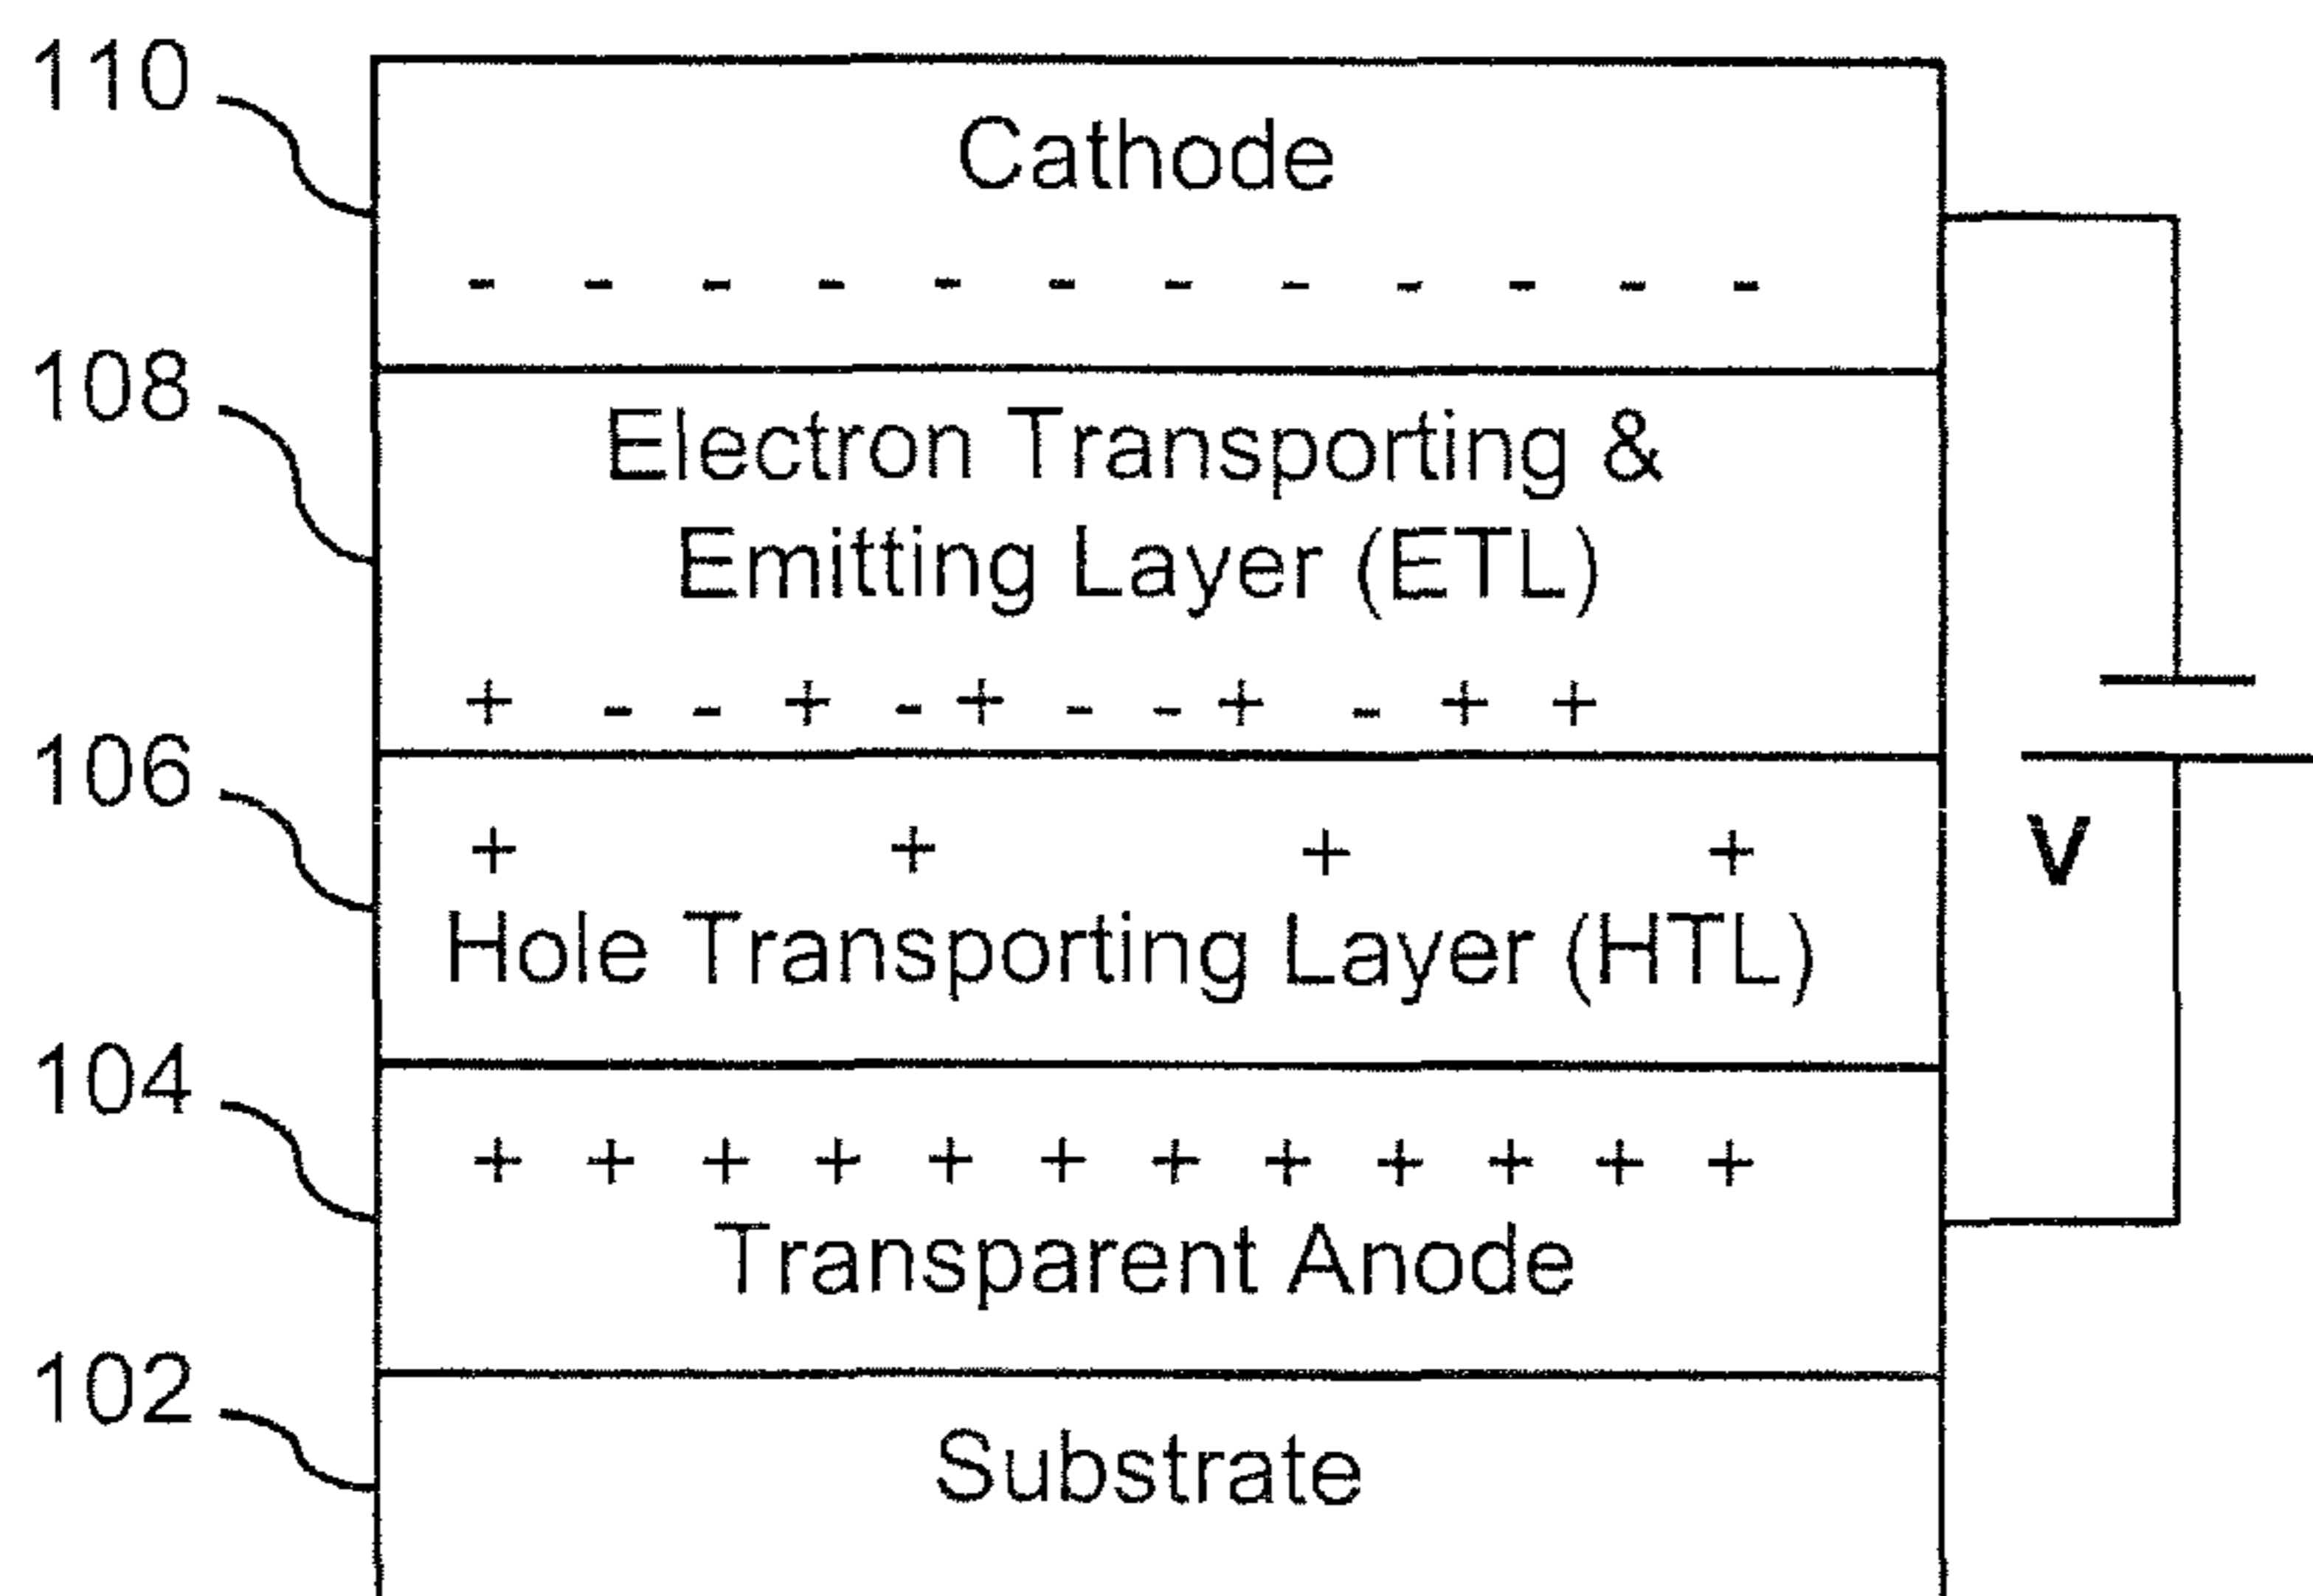 110
Cathode
- - - - - - - - - - - -
108
Electron Transporting &
Emitting Layer (ETL)
+ - - + - + - - + - + +
106
+ + + +
V
Hole Transporting Layer (HTL)
104
+ + + + + + + + + + + +
Transparent Anode
102
Substrate